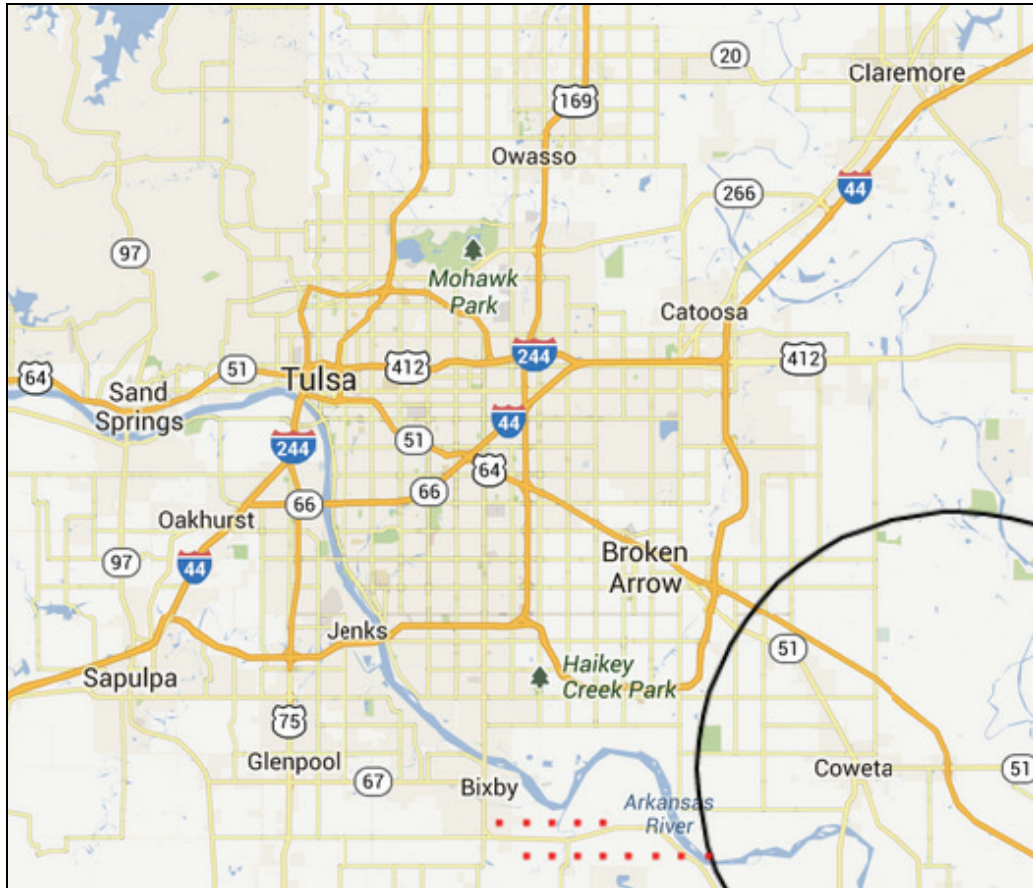 20
Claremore
169
Owasso
266
44
97
Mohawk
Park
Catoosa
64
51
412
244
412
Sand
Springs
Tulsa
44
51
244
64
66
66
Oakhurst
97
44
Broken
Arrow
Jenks
51
Sapulpa
Haikey
Creek Park
75
Glenpool
67
Bixby
Coweta
51
Arkansas
River